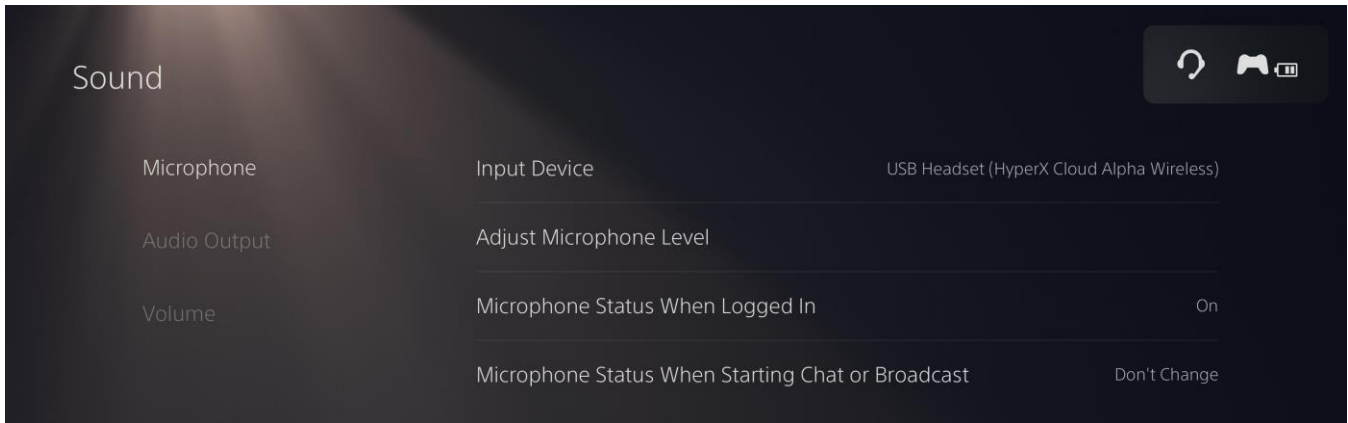 Sound
Microphone
Audio Output
Volume
Input Device USB Headset (HyperX Cloud Alpha Wireless)
Adjust Microphone Level
Microphone Status When Logged In On
Microphone Status When Starting Chat or Broadcast Don't Change